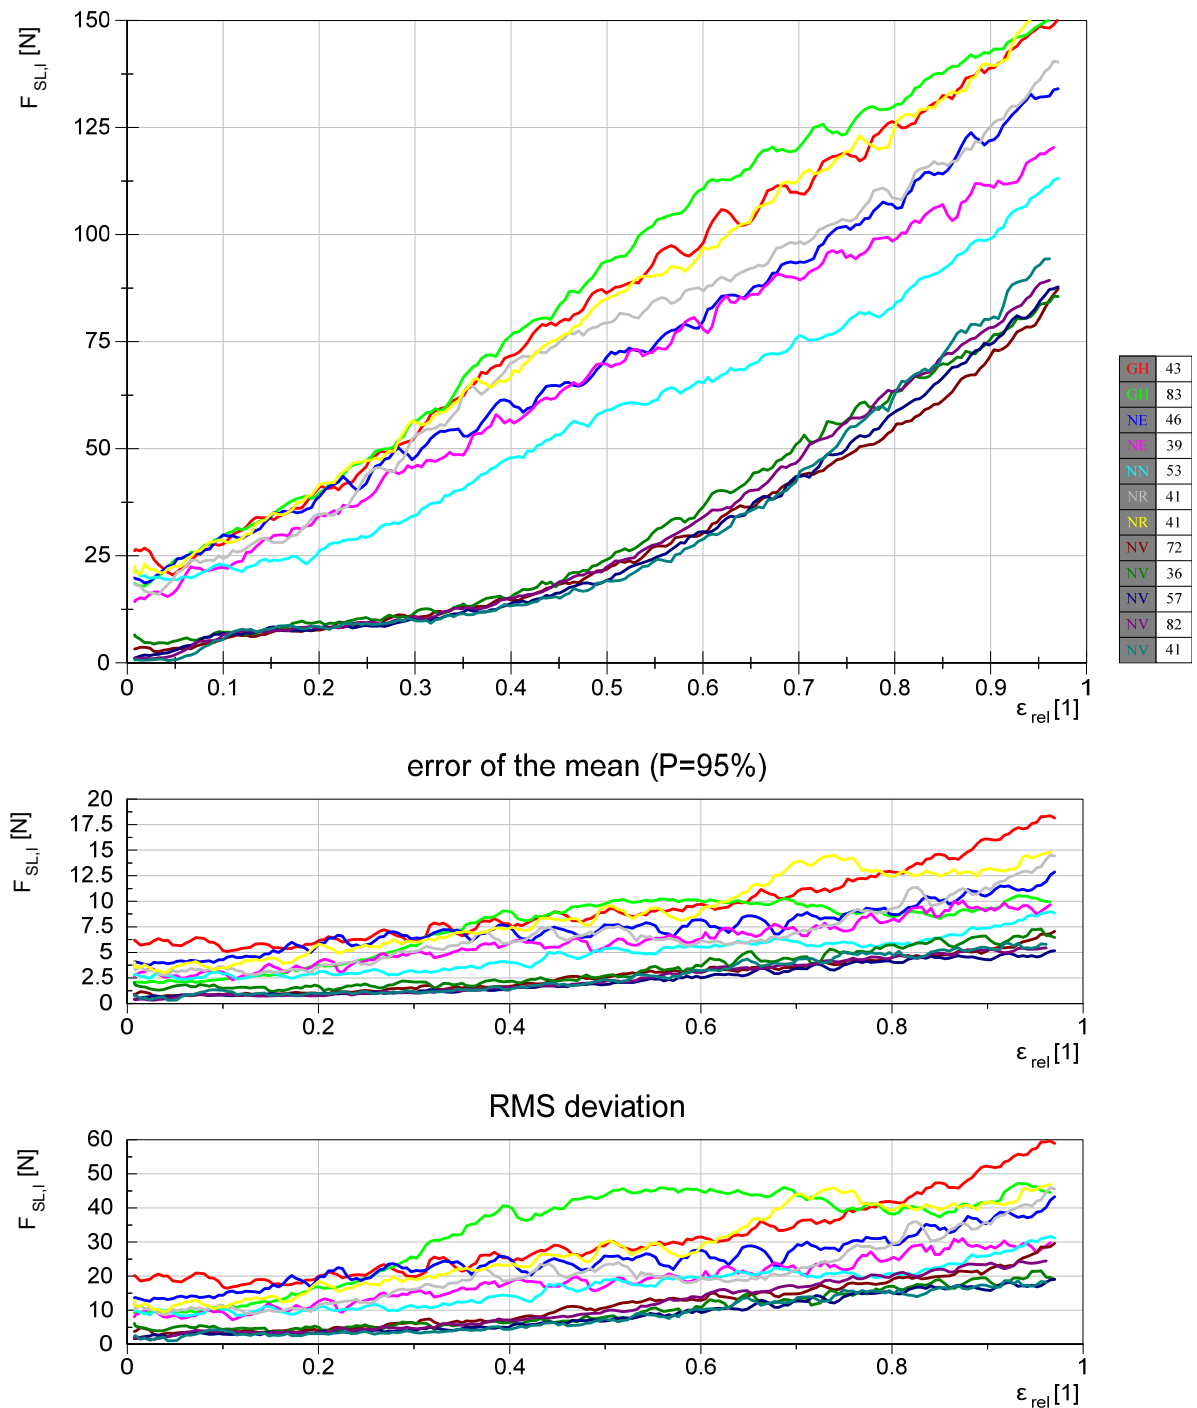 F SL,I [N]
150
125
100
75
50
25
0
0 0.1 0.2 0.3 0.4 0.5 0.6 0.7 0.8 0.9 1
ε rel [1]
GH 43
GH 83
NE 46
NE 39
NN 53
NR 41
NR 41
NV 72
NV 36
NV 57
NV 82
NV 41
error of the mean (P=95%)
F SL,I [N]
20
17.5
15
12.5
10
7.5
5
2.5
0
0 0.2 0.4 0.6 0.8 1
ε rel [1]
RMS deviation
F SL,I [N]
60
50
40
30
20
10
0
0 0.2 0.4 0.6 0.8 1
ε rel [1]